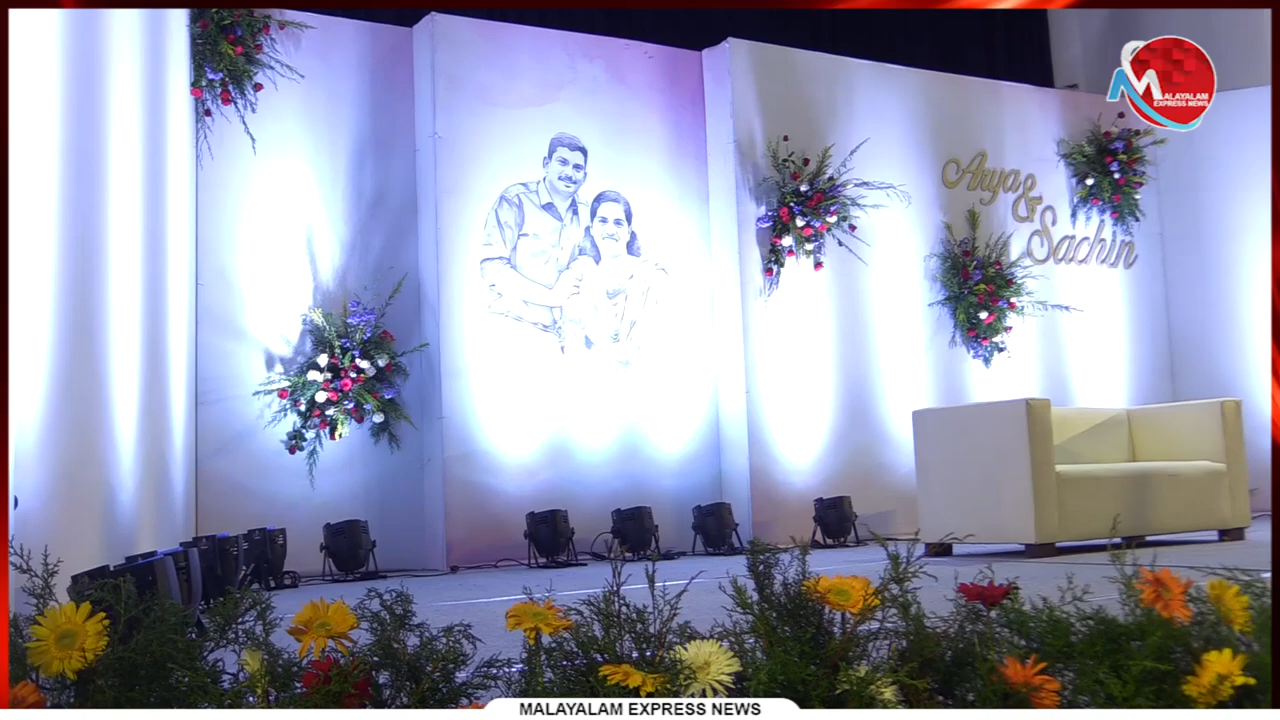 MALAYALAM
EXPRESS NEWS
Arya
&
Sachin
MALAYALAM EXPRESS NEWS